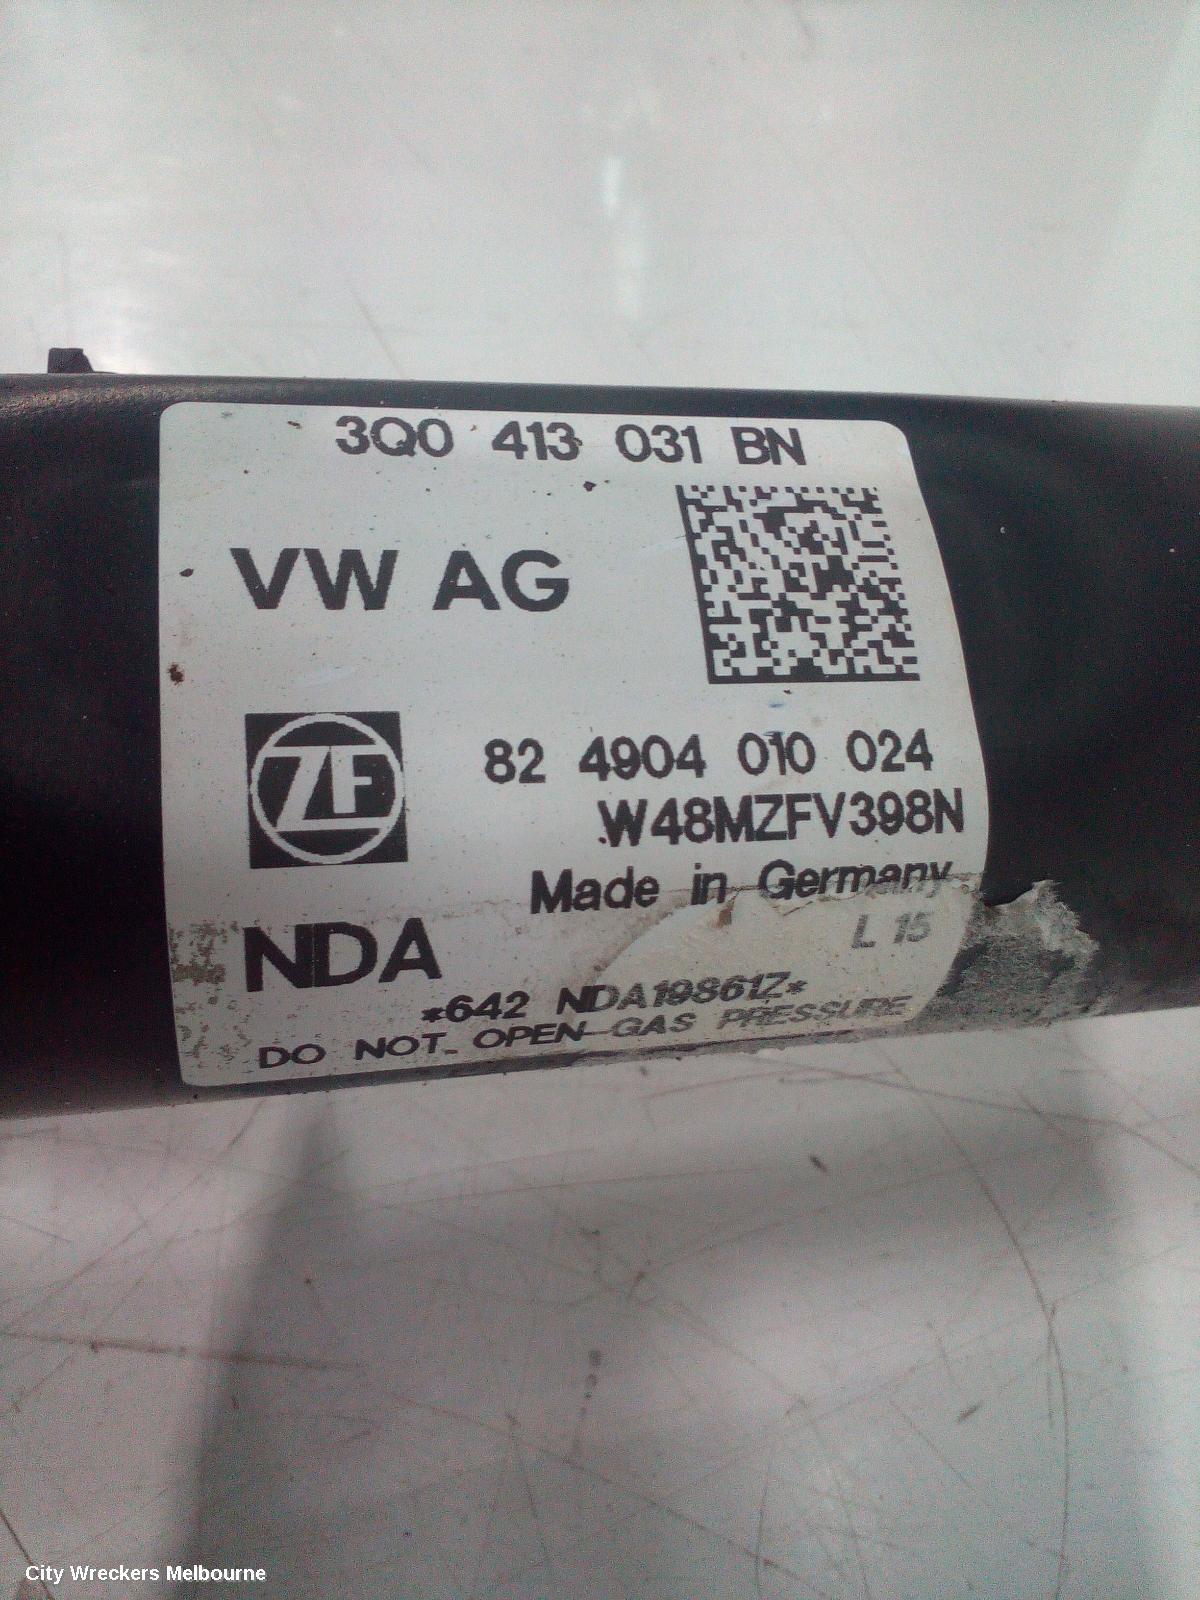 3Q0 413 031 BN
VW AG
ZF
82 4904 010 024
W48MZFV398N
Made in Germany
L 15
NDA
*642 NDA19861Z*
DO NOT OPEN-GAS PRESSURE
City Wreckers Melbourne